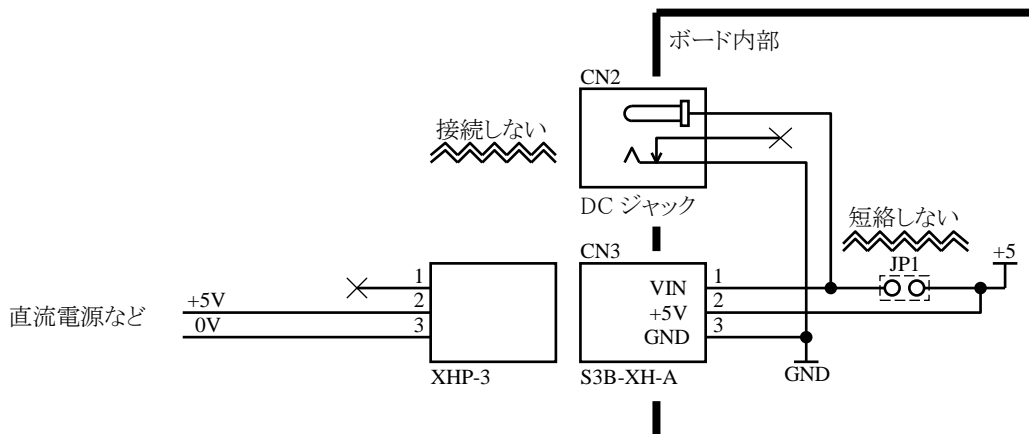 ボード内部
CN2
接続しない
DC ジャック
短絡しない
CN3
JP1
+5
1
VIN
1
直流電源など
+5V
2
+5V
2
0V
3
GND
3
XHP-3
S3B-XH-A
GND